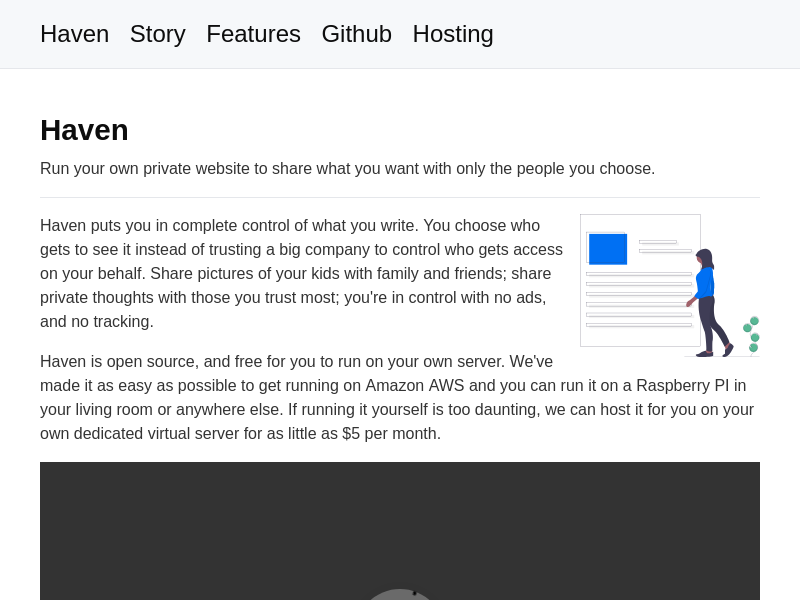 Haven Story Features Github Hosting
Haven
Run your own private website to share what you want with only the people you choose.
Haven puts you in complete control of what you write. You choose who
gets to see it instead of trusting a big company to control who gets access
on your behalf. Share pictures of your kids with family and friends; share
private thoughts with those you trust most; you're in control with no ads,
and no tracking.
Haven is open source, and free for you to run on your own server. We've
made it as easy as possible to get running on Amazon AWS and you can run it on a Raspberry PI in
your living room or anywhere else. If running it yourself is too daunting, we can host it for you on your
own dedicated virtual server for as little as $5 per month.